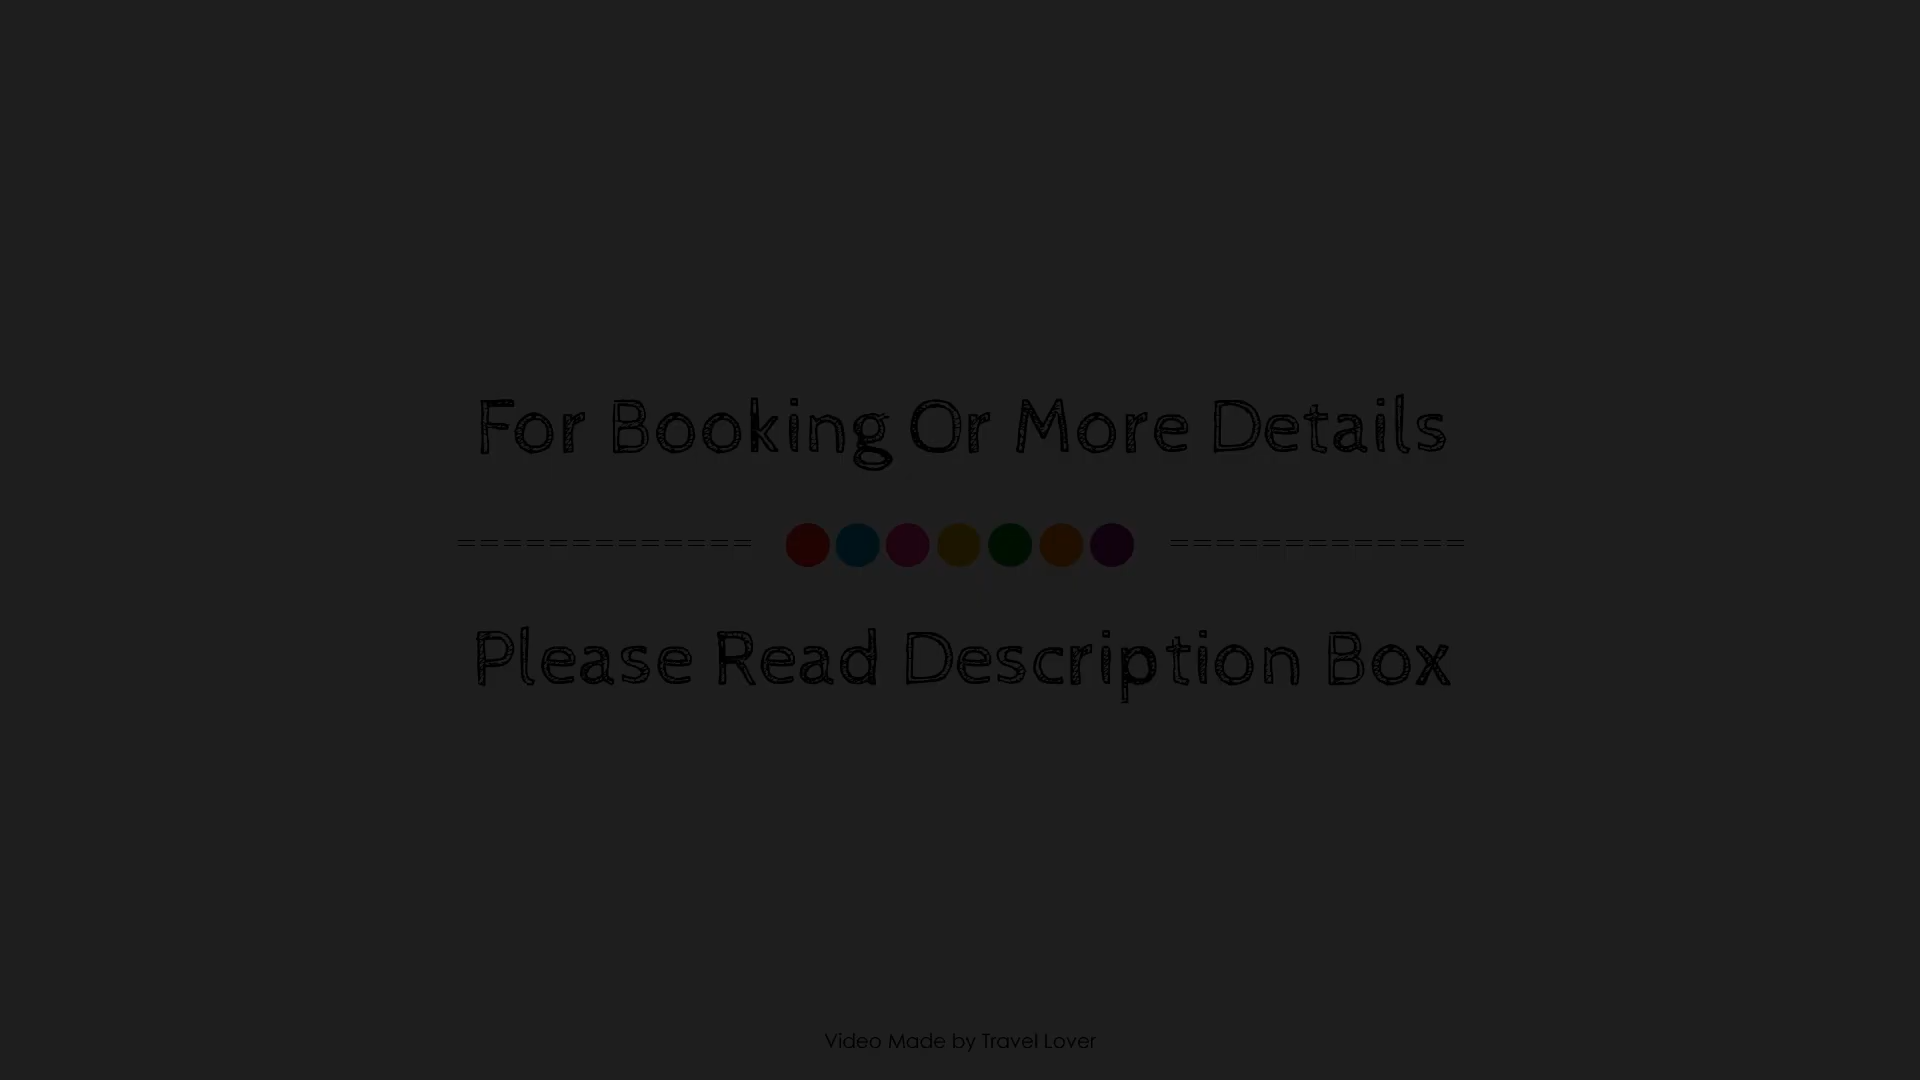 For Booking Or More Details
============= =============
Please Read Description Box
Video Made by Travel Lover